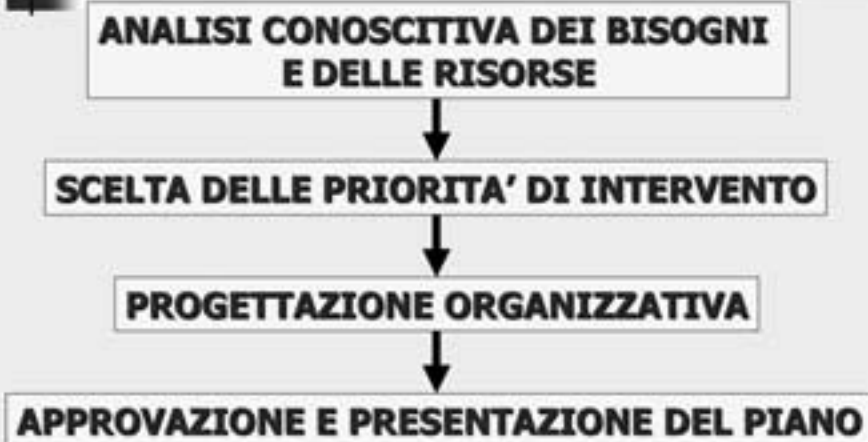 ANALISI CONOSCITIVA DEI BISOGNI
E DELLE RISORSE
SCELTA DELLE PRIORITA’ DI INTERVENTO
PROGETTAZIONE ORGANIZZATIVA
APPROVAZIONE E PRESENTAZIONE DEL PIANO